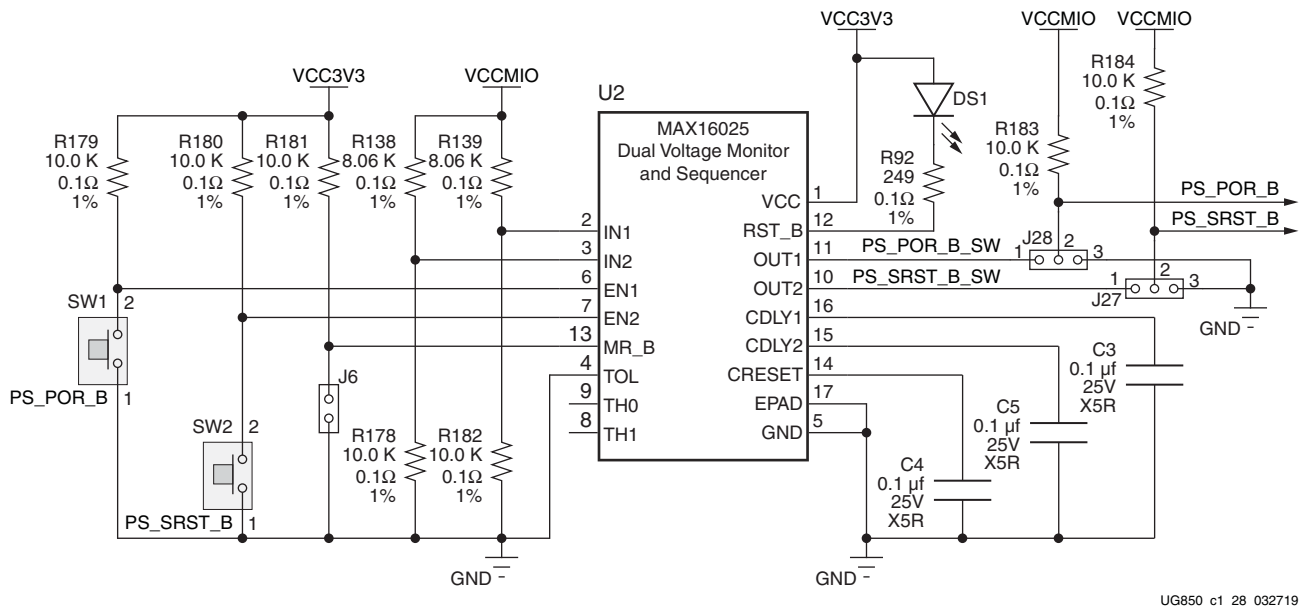 VCC3V3
VCCMIO
VCCMIO
VCC3V3
VCCMIO
R184
10.0 K
0.1Ω
1%
U2
DS1
R179
10.0 K
0.1Ω
1%
R180
10.0 K
0.1Ω
1%
R181
10.0 K
0.1Ω
1%
R138
8.06 K
0.1Ω
1%
R139
8.06 K
0.1Ω
1%
MAX16025
Dual Voltage Monitor
and Sequencer
R183
10.0 K
0.1Ω
1%
R92
249
0.1Ω
1%
PS_POR_B
PS_SRST_B
2 IN1
3 IN2
6 EN1
7 EN2
13 MR_B
4 TOL
9 TH0
8 TH1
VCC 1
RST_B 12
OUT1 11 PS_POR_B_SW
OUT2 10 PS_SRST_B_SW
CDLY1 16
CDLY2 15
CRESET 14
EPAD 17
GND 5
J28
1 2 3
1 2 3
J27
GND -
SW1 2
PS_POR_B 1
SW2 2
PS_SRST_B 1
J6
R178
10.0 K
0.1Ω
1%
R182
10.0 K
0.1Ω
1%
C3
0.1 µf
25V
X5R
C5
0.1 µf
25V
X5R
C4
0.1 µf
25V
X5R
GND -
GND -
UG850_c1_28_032719